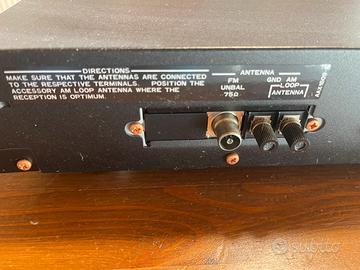 DIRECTIONS
MAKE SURE THAT THE ANTENNAS ARE CONNECTED
TO THE RESPECTIVE TERMINALS. POSITION THE
ACCESSORY AM LOOP ANTENNA WHERE THE
RECEPTION IS OPTIMUM.
ANTENNA
FM
UNBAL
75Ω
GND AM
LOOP
ANTENNA
subito